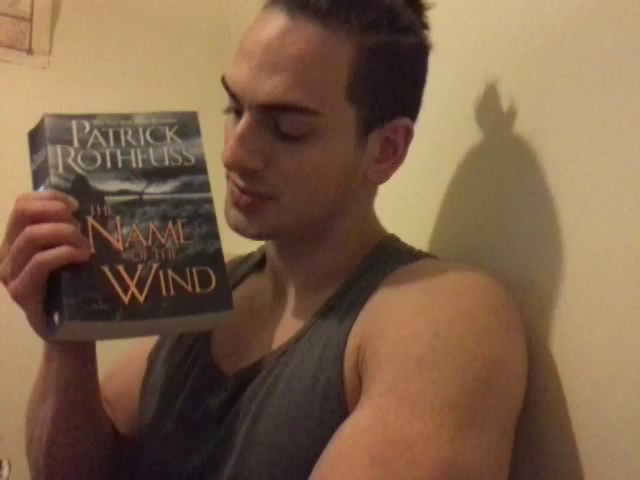 PATRICK
ROTHFUSS
THE
NAME
OF THE
WIND